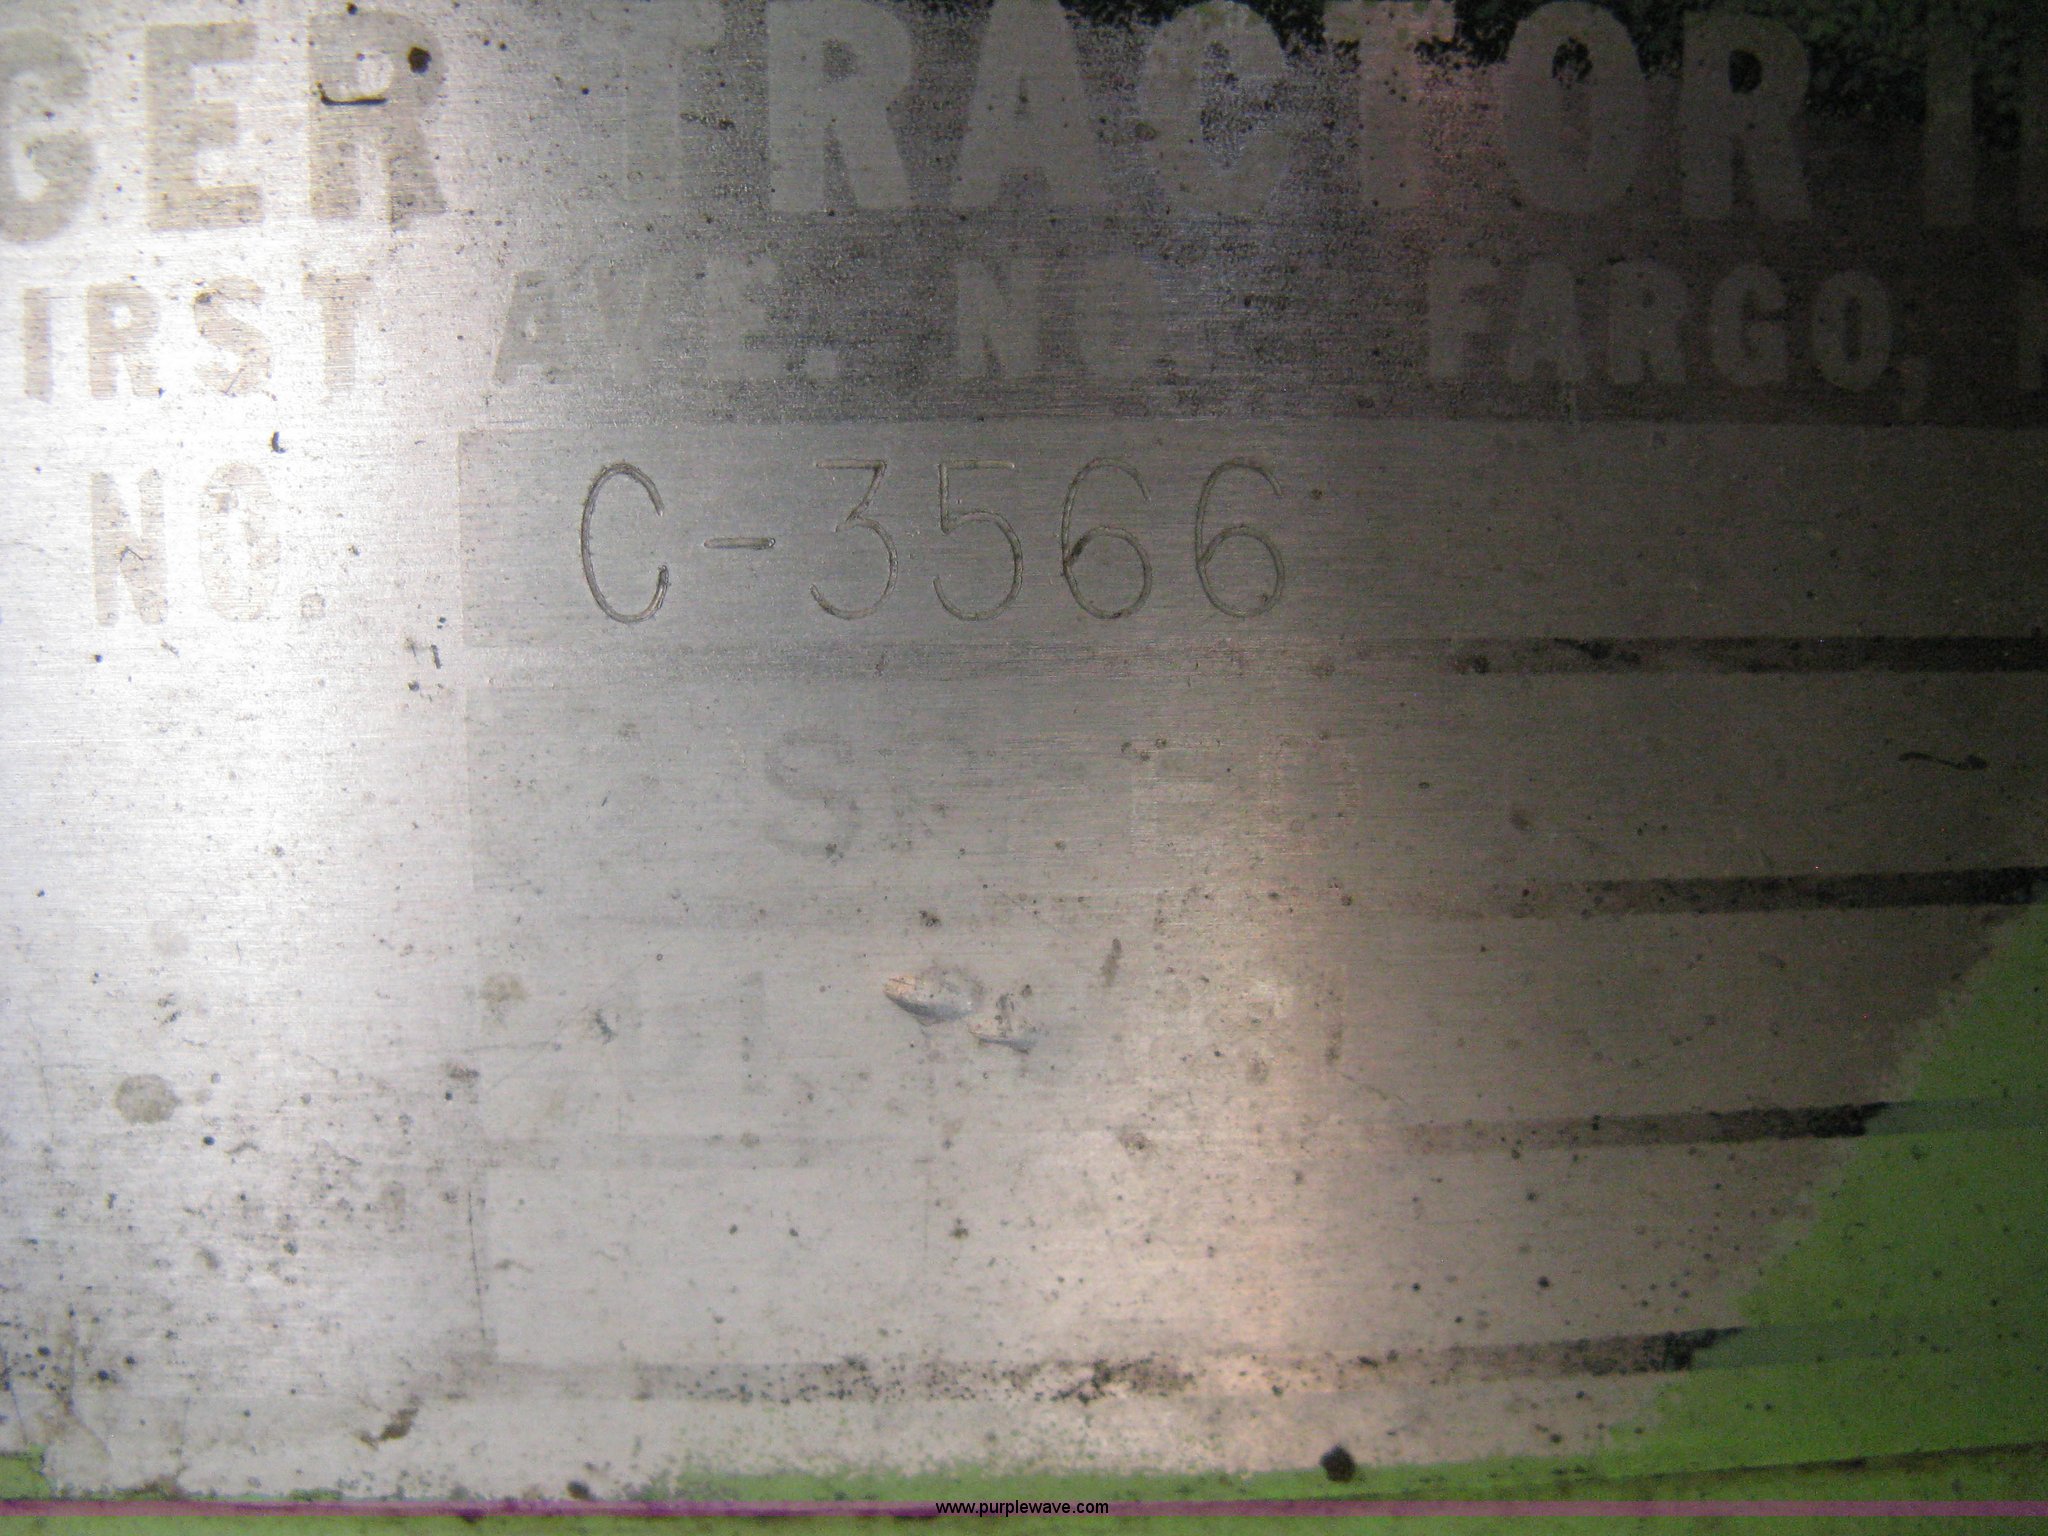 GER TRACTOR I
IRST AVE. NO. FARGO,
NO. C-3566
www.purplewave.com